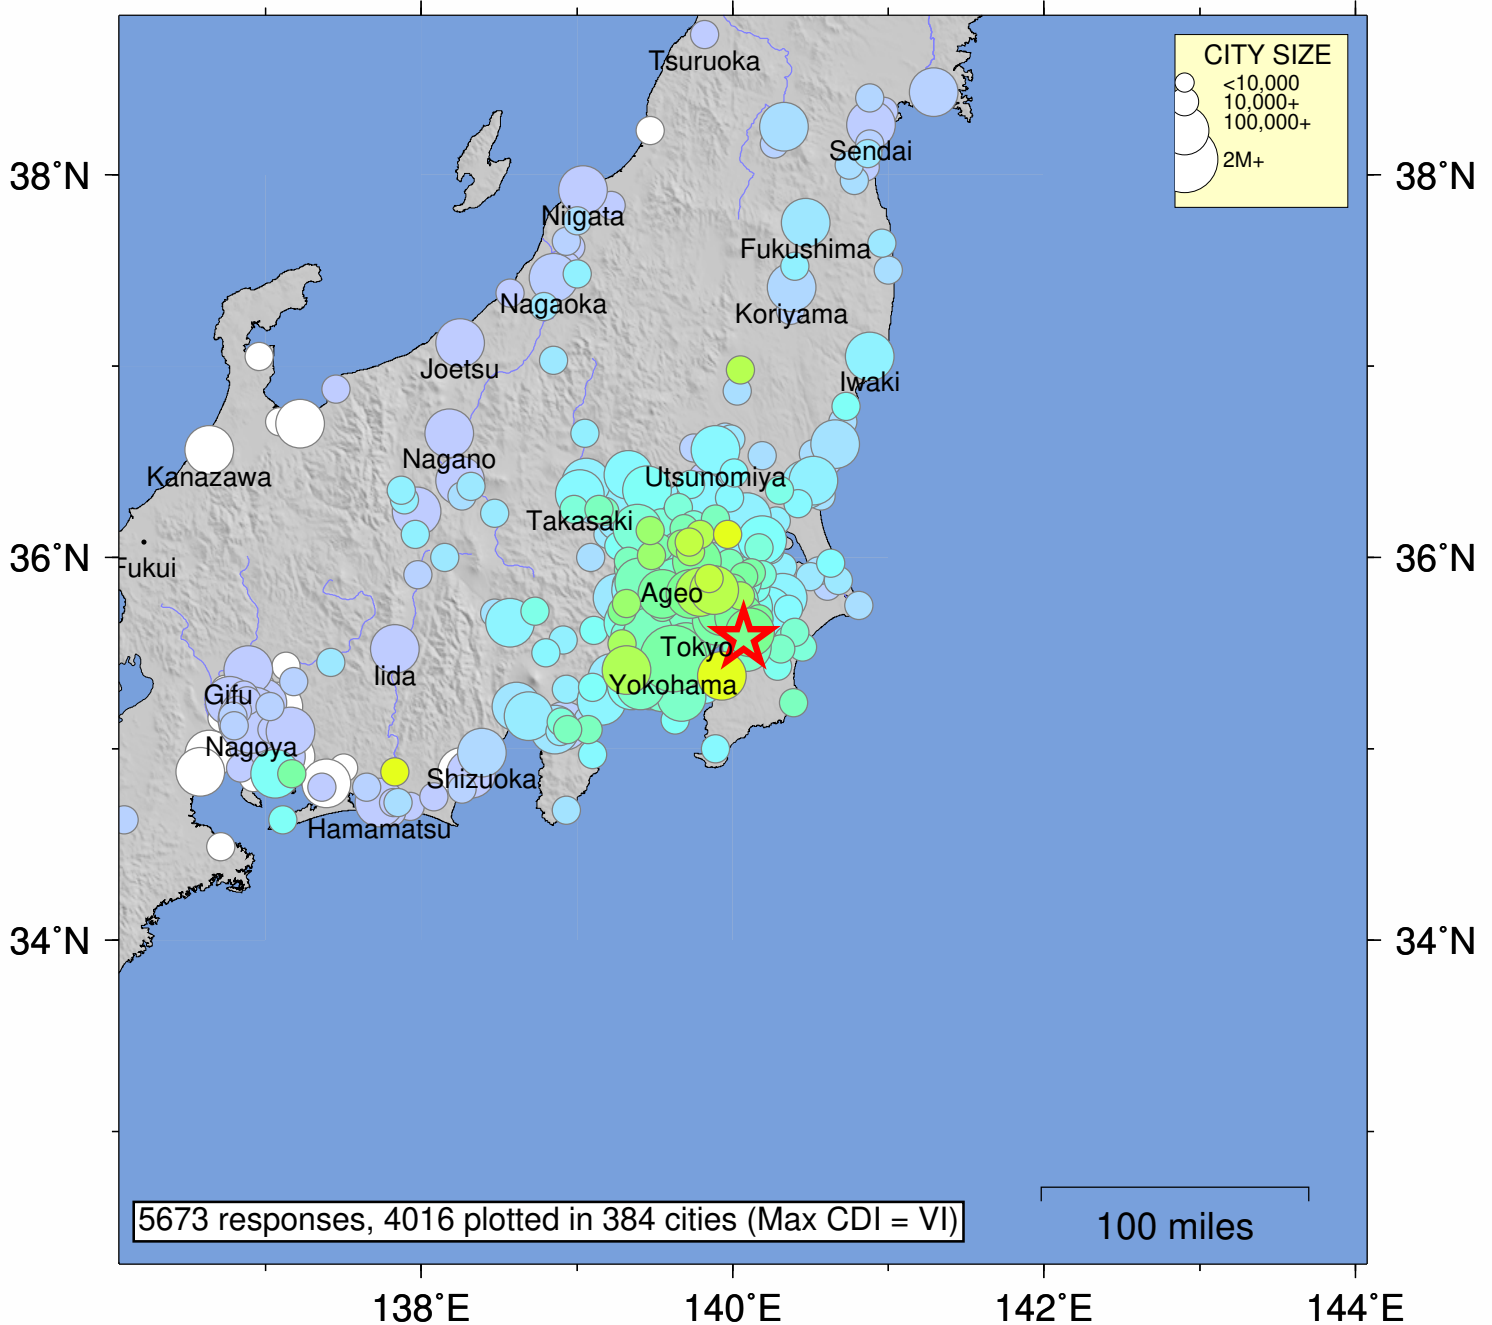 CITY SIZE
<10,000
10,000+
100,000+
2M+
Tsuruoka
Sendai
38˚N
38˚N
Niigata
Fukushima
Nagaoka
Koriyama
Joetsu
Iwaki
Nagano
Kanazawa
Utsunomiya
Takasaki
36˚N
36˚N
Fukui
Ageo
Tokyo
Iida
Yokohama
Gifu
Nagoya
Shizuoka
Hamamatsu
34˚N
34˚N
5673 responses, 4016 plotted in 384 cities (Max CDI = VI)
100 miles
138˚E
140˚E
142˚E
144˚E